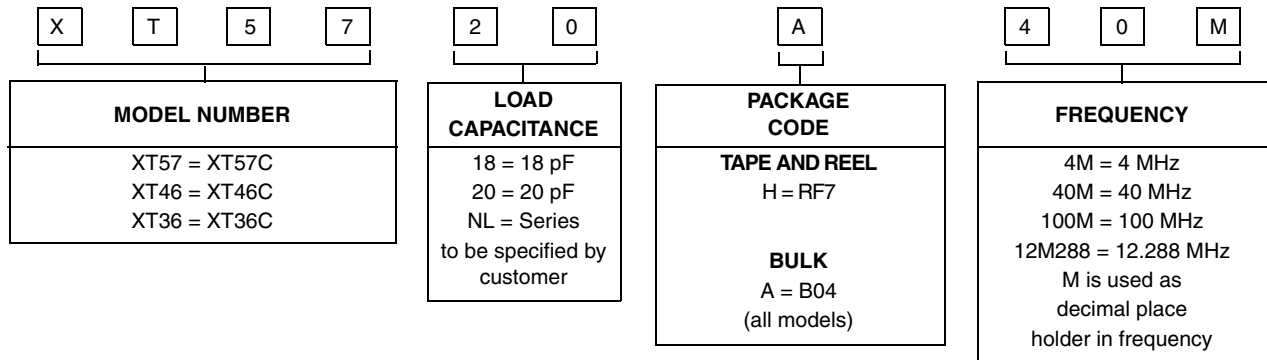 X T 5 7 2 0 A 4 0 M
MODEL NUMBER
XT57 = XT57C
XT46 = XT46C
XT36 = XT36C
LOAD
CAPACITANCE
18 = 18 pF
20 = 20 pF
NL = Series
to be specified by
customer
PACKAGE
CODE
TAPE AND REEL
H = RF7
BULK
A = B04
(all models)
FREQUENCY
4M = 4 MHz
40M = 40 MHz
100M = 100 MHz
12M288 = 12.288 MHz
M is used as
decimal place
holder in frequency